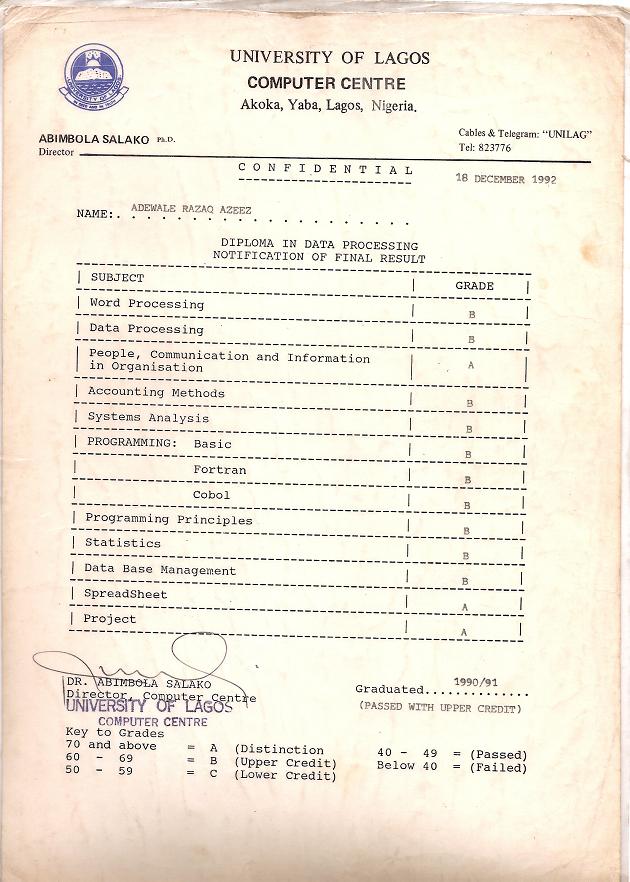 UNIVERSITY OF LAGOS
COMPUTER CENTRE
Akoka, Yaba, Lagos, Nigeria.
ABIMBOLA SALAKO Ph.D.
Director
Cables & Telegram: "UNILAG"
Tel: 823776
CONFIDENTIAL
18 DECEMBER 1992
NAME:. ADEWALE RAZAQ AZEEZ
DIPLOMA IN DATA PROCESSING
NOTIFICATION OF FINAL RESULT
SUBJECT GRADE
Word Processing B
Data Processing B
People, Communication and Information
in Organisation A
Accounting Methods B
Systems Analysis B
PROGRAMMING: Basic B
Fortran B
Cobol B
Programming Principles B
Statistics B
Data Base Management B
SpreadSheet A
Project A
DR. ABIMBOLA SALAKO
Director, Computer Centre
UNIVERSITY OF LAGOS
COMPUTER CENTRE
Graduated..1990/91....
(PASSED WITH UPPER CREDIT)
Key to Grades
70 and above = A (Distinction
60 - 69 = B (Upper Credit)
50 - 59 = C (Lower Credit)
40 - 49 = (Passed)
Below 40 = (Failed)